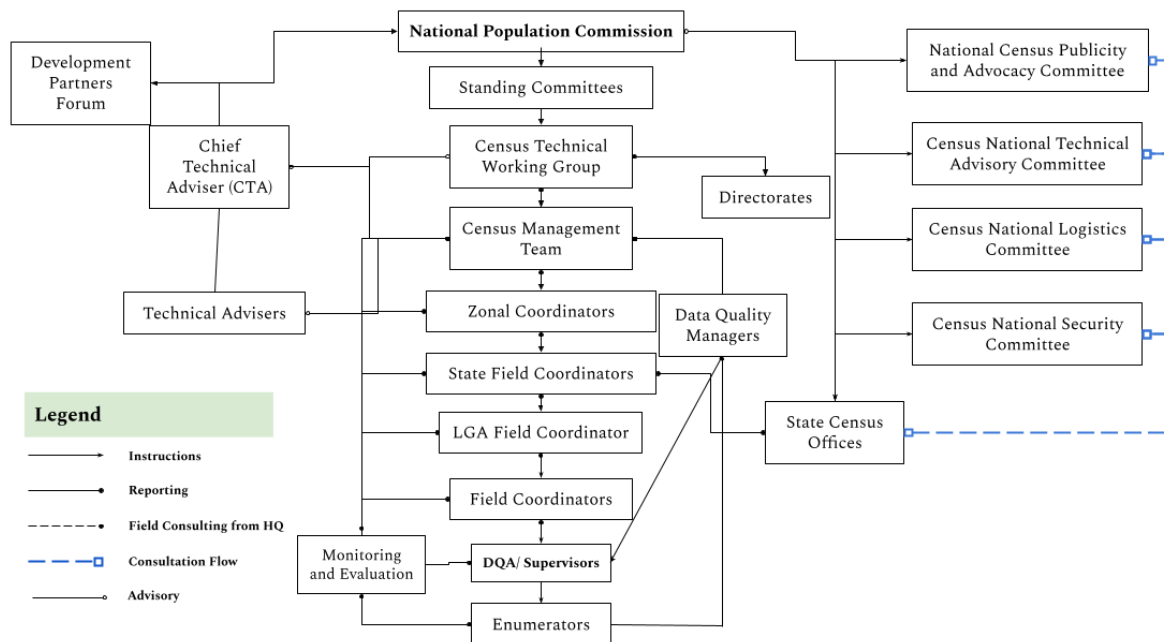 National Population Commission
Development
Partners
Forum
National Census Publicity
and Advocacy Committee
Standing Committees
Chief
Technical
Adviser (CTA)
Census Technical
Working Group
Census National Technical
Advisory Committee
Directorates
Census Management
Team
Census National Logistics
Committee
Technical Advisers
Zonal Coordinators
Data Quality
Managers
Census National Security
Committee
State Field Coordinators
Legend
LGA Field Coordinator
State Census
Offices
Instructions
Reporting
Field Coordinators
Field Consulting from HQ
Monitoring
and Evaluation
DQA/ Supervisors
Consultation Flow
Advisory
Enumerators